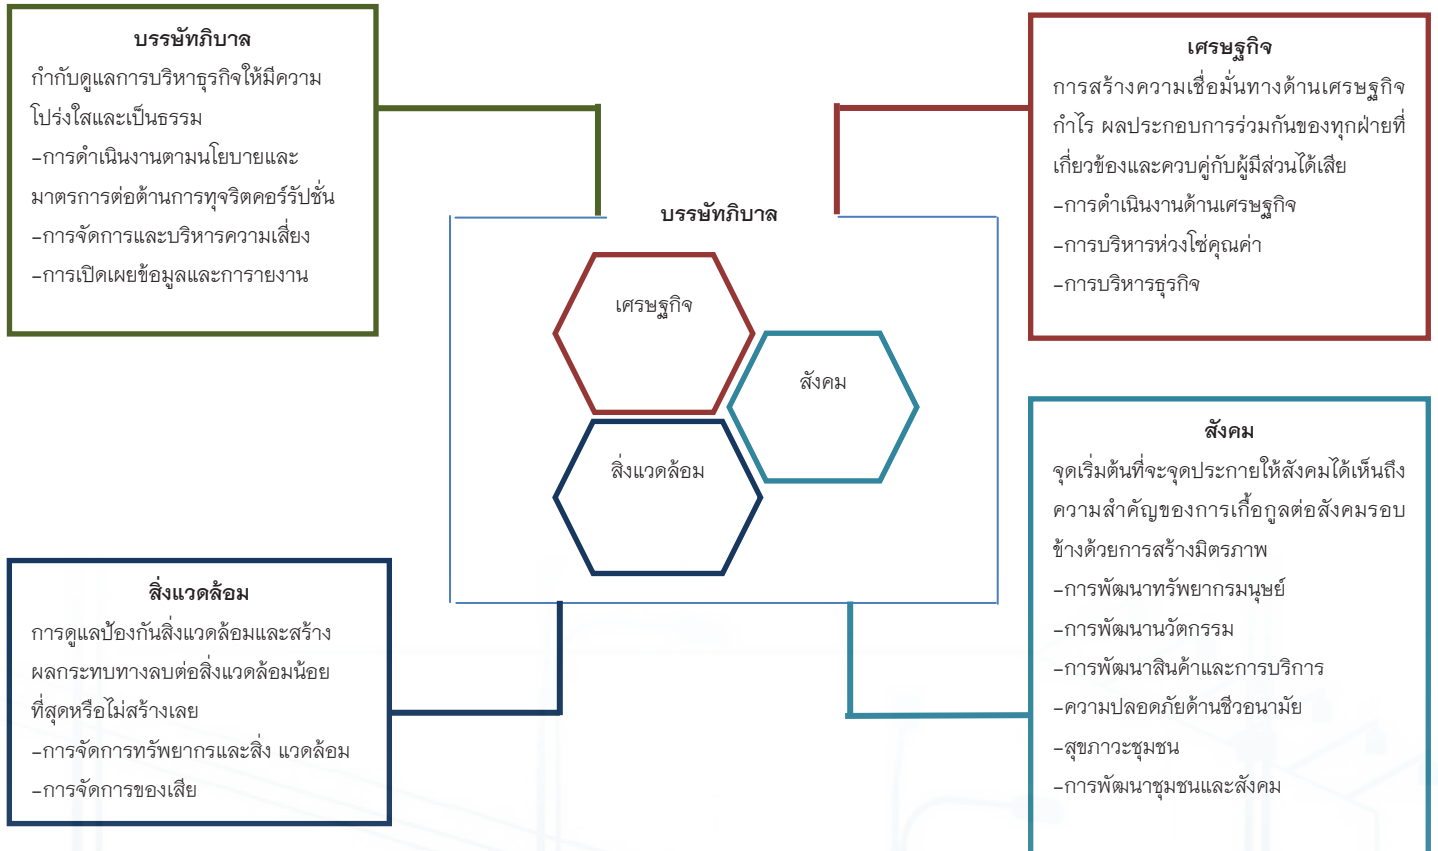 บรรษัทภิบาล
กำกับดูแลการบริหาธุรกิจให้มีความ
โปร่งใสและเป็นธรรม
-การดำเนินงานตามนโยบายและ
มาตรการต่อต้านการทุจริตคอร์รัปชั่น
-การจัดการและบริหารความเสี่ยง
-การเปิดเผยข้อมูลและการายงาน
เศรษฐกิจ
การสร้างความเชื่อมั่นทางด้านเศรษฐกิจ
กำไร ผลประกอบการร่วมกันของทุกฝ่ายที่
เกี่ยวข้องและควบคู่กับผู้มีส่วนได้เสีย
-การดำเนินงานด้านเศรษฐกิจ
-การบริหารห่วงโซ่คุณค่า
-การบริหารธุรกิจ
บรรษัทภิบาล
เศรษฐกิจ
สังคม
สิ่งแวดล้อม
สิ่งแวดล้อม
การดูแลป้องกันสิ่งแวดล้อมและสร้าง
ผลกระทบทางลบต่อสิ่งแวดล้อมน้อย
ที่สุดหรือไม่สร้างเลย
-การจัดการทรัพยากรและสิ่ง แวดล้อม
-การจัดการของเสีย
สังคม
จุดเริ่มต้นที่จะจุดประกายให้สังคมได้เห็นถึง
ความสำคัญของการเกื้อกูลต่อสังคมรอบ
ข้างด้วยการสร้างมิตรภาพ
-การพัฒนาทรัพยากรมนุษย์
-การพัฒนานวัตกรรม
-การพัฒนาสินค้าและการบริการ
-ความปลอดภัยด้านชีวอนามัย
-สุขภาวะชุมชน
-การพัฒนาชุมชนและสังคม